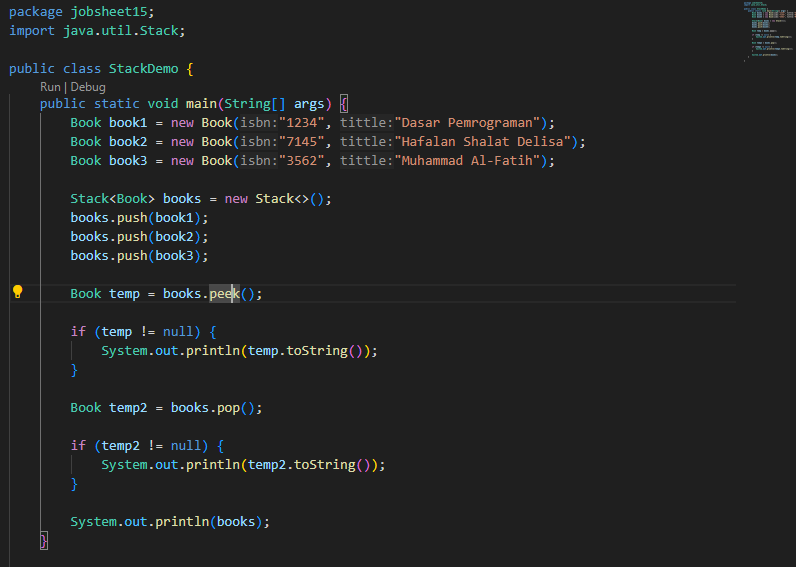 package jobsheet15;
import java.util.Stack;
public class StackDemo {
Run | Debug
public static void main(String[] args) {
Book book1 = new Book(isbn:"1234", tittle:"Dasar Pemrograman");
Book book2 = new Book(isbn:"7145", tittle:"Hafalan Shalat Delisa");
Book book3 = new Book(isbn:"3562", tittle:"Muhammad Al-Fatih");
Stack<Book> books = new Stack<>();
books.push(book1);
books.push(book2);
books.push(book3);
Book temp = books.peek();
if (temp != null) {
System.out.println(temp.toString());
}
Book temp2 = books.pop();
if (temp2 != null) {
System.out.println(temp2.toString());
}
System.out.println(books);
}